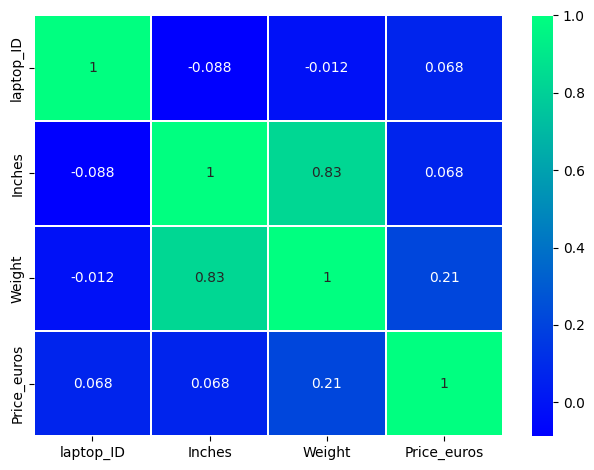 laptop_ID 1 -0.088 -0.012 0.068
Inches -0.088 1 0.83 0.068
Weight -0.012 0.83 1 0.21
Price_euros 0.068 0.068 0.21 1
laptop_ID Inches Weight Price_euros
1.0
0.8
0.6
0.4
0.2
0.0